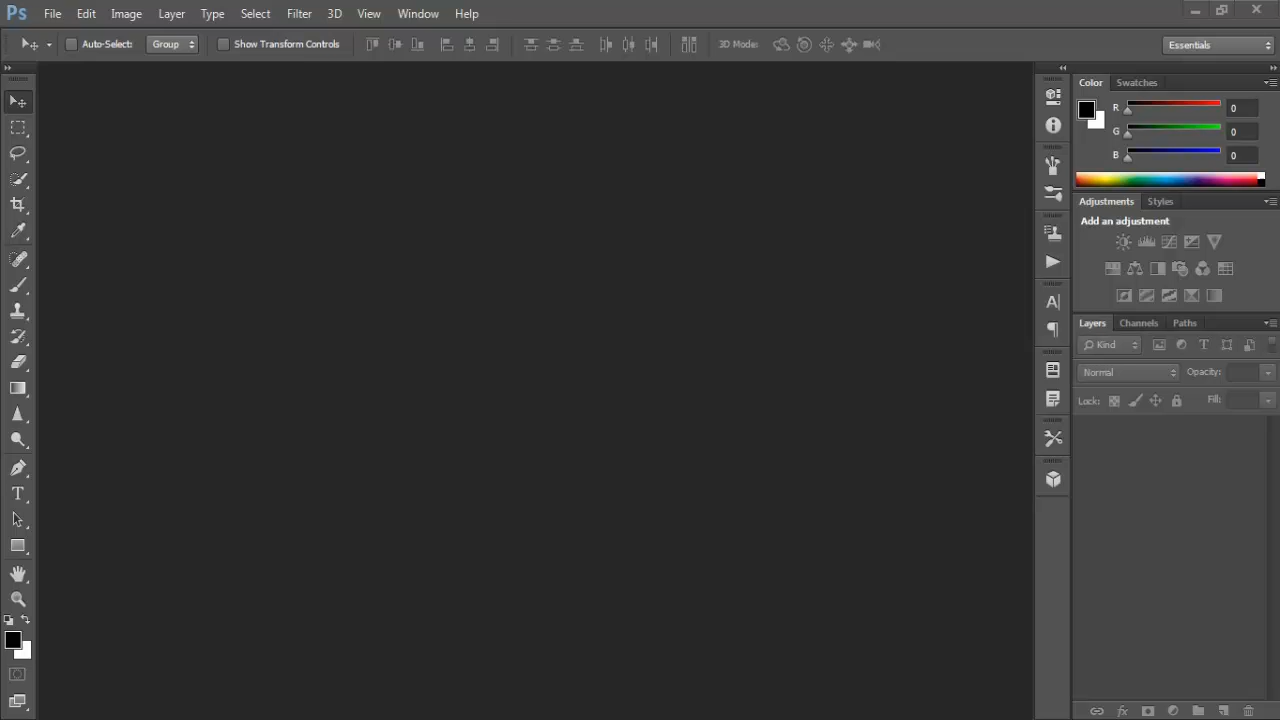 Ps File Edit Image Layer Type Select Filter 3D View Window Help
Auto-Select: Group Show Transform Controls 3D Mode: Essentials
Color Swatches
R 0
G 0
B 0
Adjustments Styles
Add an adjustment
Layers Channels Paths
Kind
Normal Opacity:
Lock: Fill: